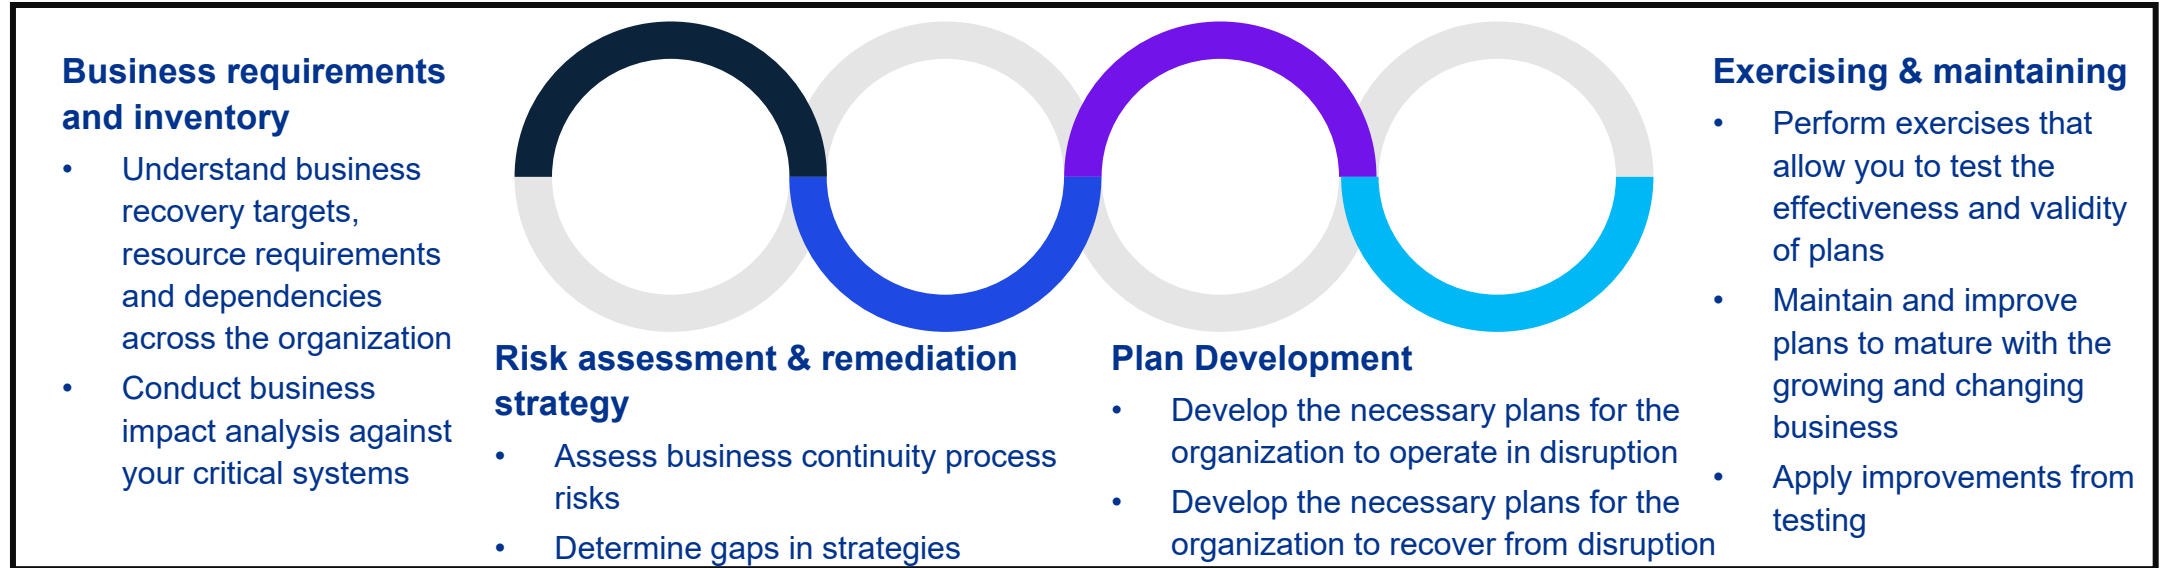 Business requirements
and inventory
• Understand business
recovery targets,
resource requirements
and dependencies
across the organization
• Conduct business
impact analysis against
your critical systems
Risk assessment & remediation
strategy
• Assess business continuity process
risks
• Determine gaps in strategies
Plan Development
• Develop the necessary plans for the
organization to operate in disruption
• Develop the necessary plans for the
organization to recover from disruption
Exercising & maintaining
• Perform exercises that
allow you to test the
effectiveness and validity
of plans
• Maintain and improve
plans to mature with the
growing and changing
business
• Apply improvements from
testing